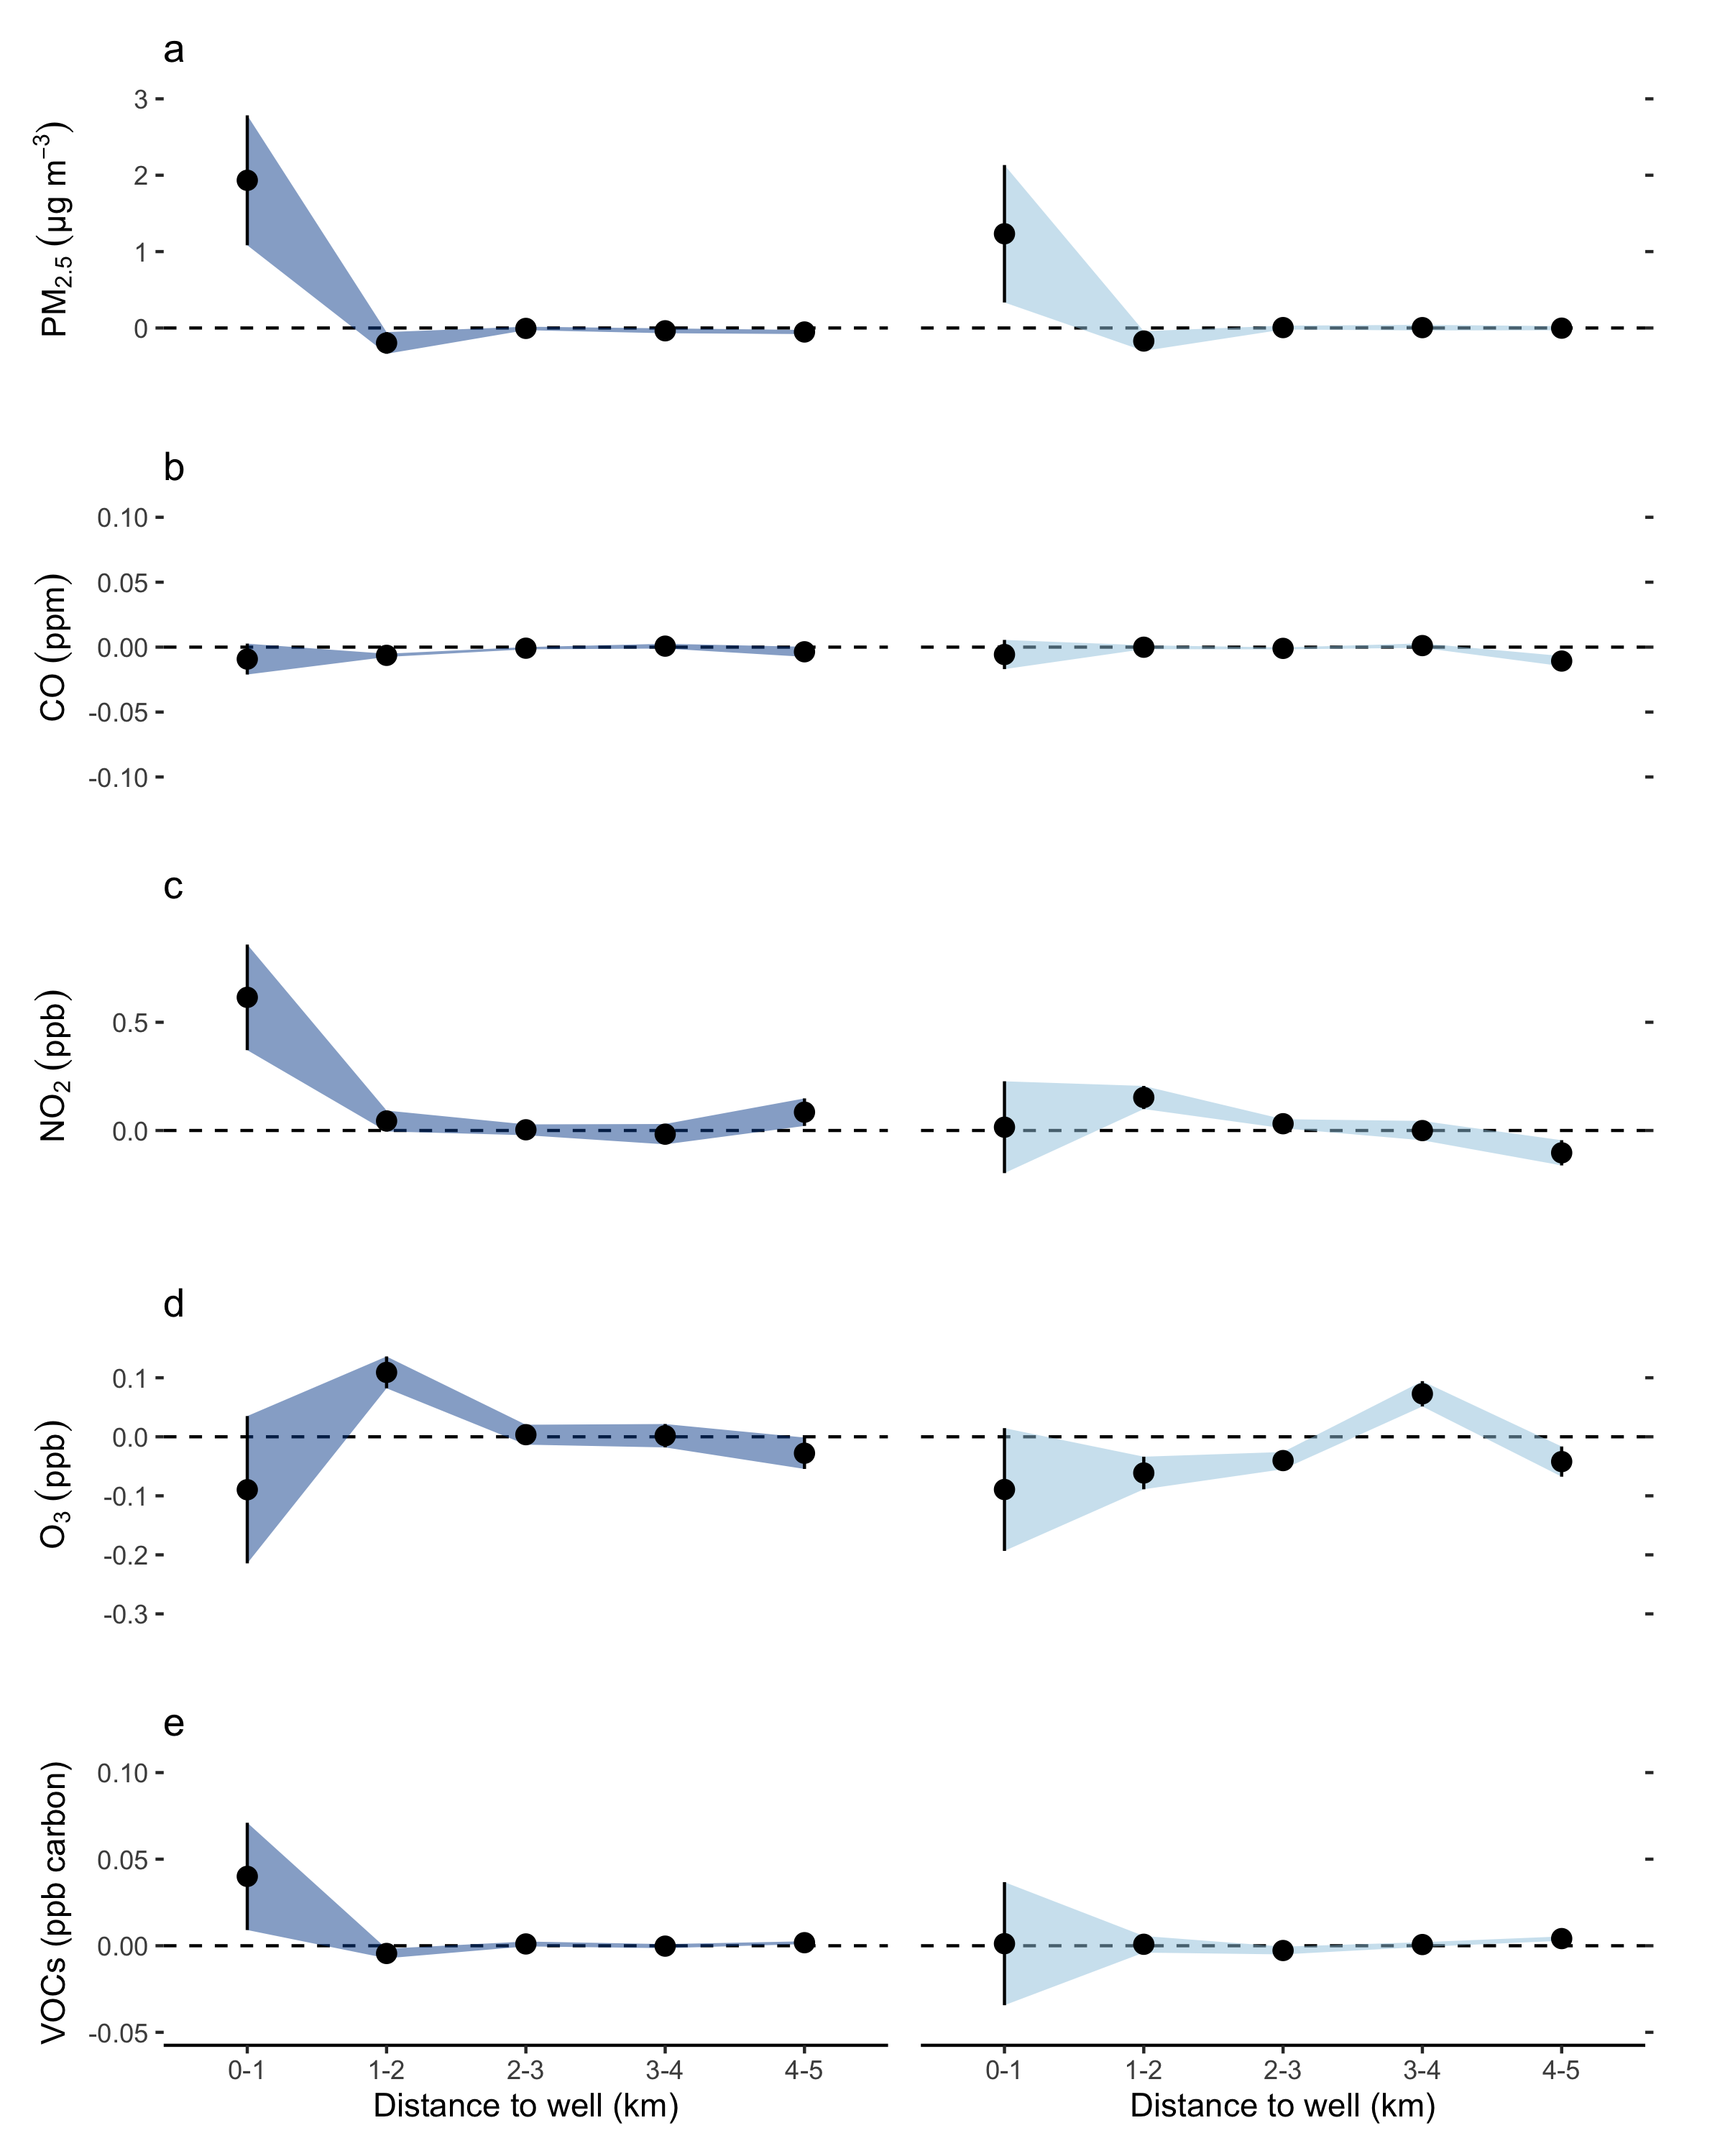 a
3
2
1
0
PM2.5 (µg m−3)
b
0.10
0.05
0.00
-0.05
-0.10
CO (ppm)
c
0.5
0.0
NO2 (ppb)
d
0.1
0.0
-0.1
-0.2
-0.3
O3 (ppb)
e
0.10
0.05
0.00
-0.05
VOCs (ppb carbon)
0-1 1-2 2-3 3-4 4-5 0-1 1-2 2-3 3-4 4-5
Distance to well (km) Distance to well (km)